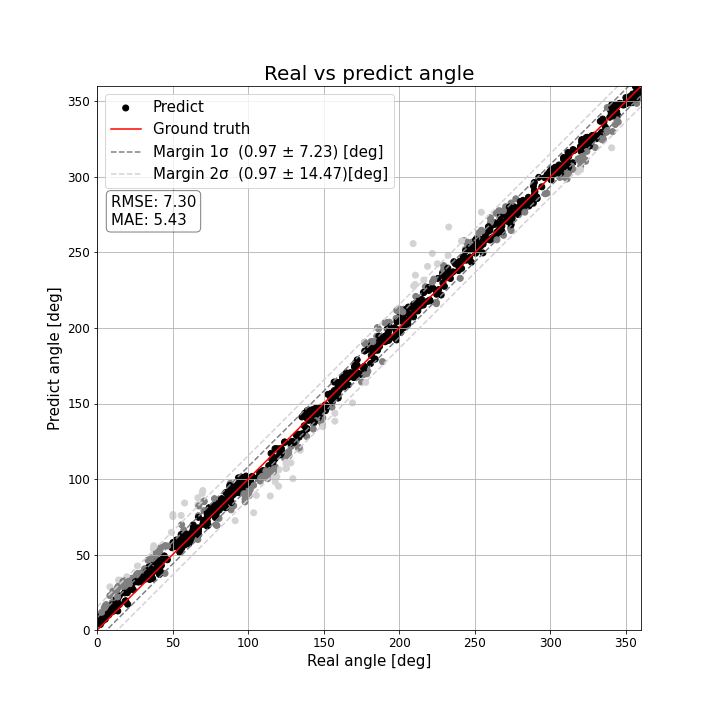 Real vs predict angle
Predict
Ground truth
Margin 1σ (0.97 ± 7.23) [deg]
Margin 2σ (0.97 ± 14.47)[deg]
RMSE: 7.30
MAE: 5.43
350
300
250
200
150
100
50
0
Predict angle [deg]
0 50 100 150 200 250 300 350
Real angle [deg]